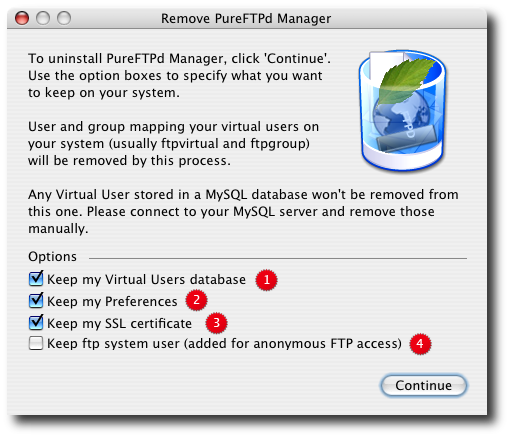 Remove PureFTPd Manager
To uninstall PureFTPd Manager, click 'Continue'.
Use the option boxes to specify what you want
to keep on your system.
User and group mapping your virtual users on
your system (usually ftpvirtual and ftpgroup)
will be removed by this process.
Any Virtual User stored in a MySQL database won't be removed from
this one. Please connect to your MySQL server and remove those
manually.
Options
Keep my Virtual Users database 1
Keep my Preferences 2
Keep my SSL certificate 3
Keep ftp system user (added for anonymous FTP access) 4
Continue